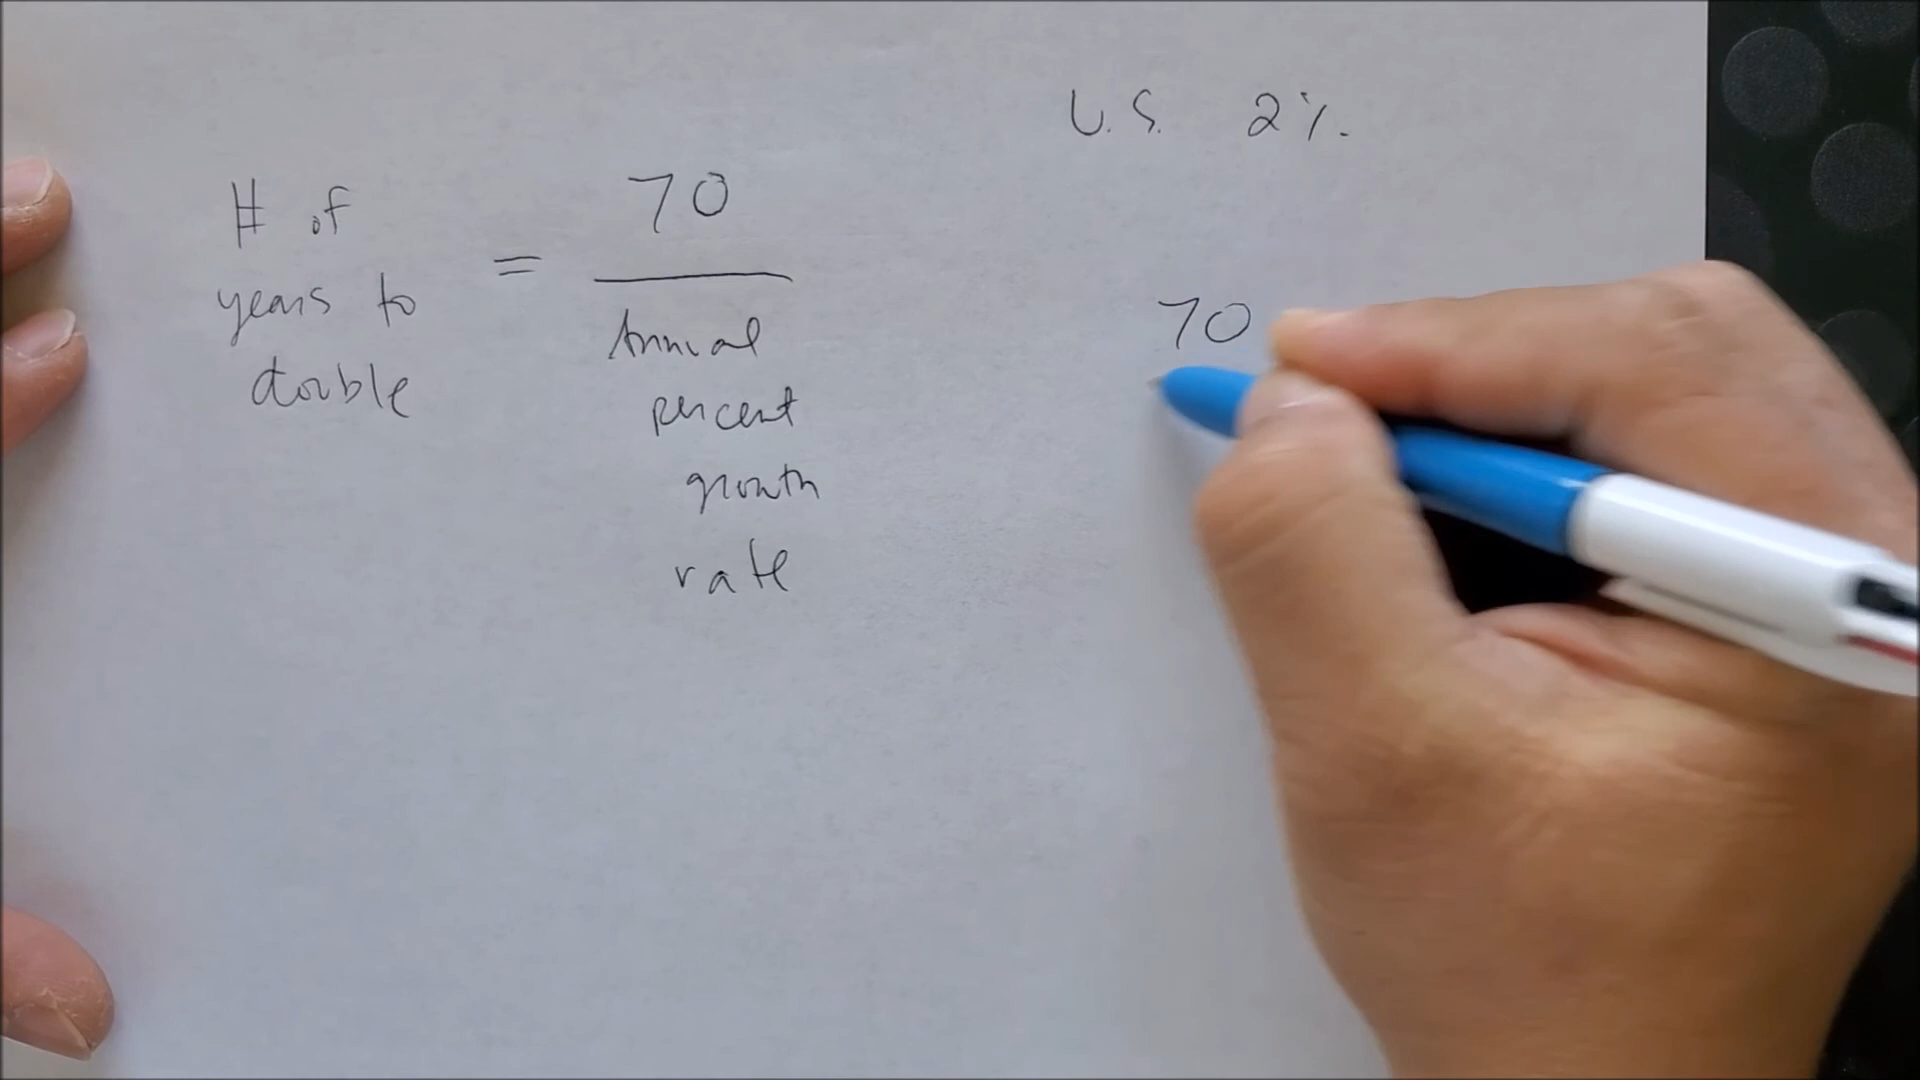 U.S. 2%.
# of
years to
double
=
70
Annual
percent
growth
rate
70